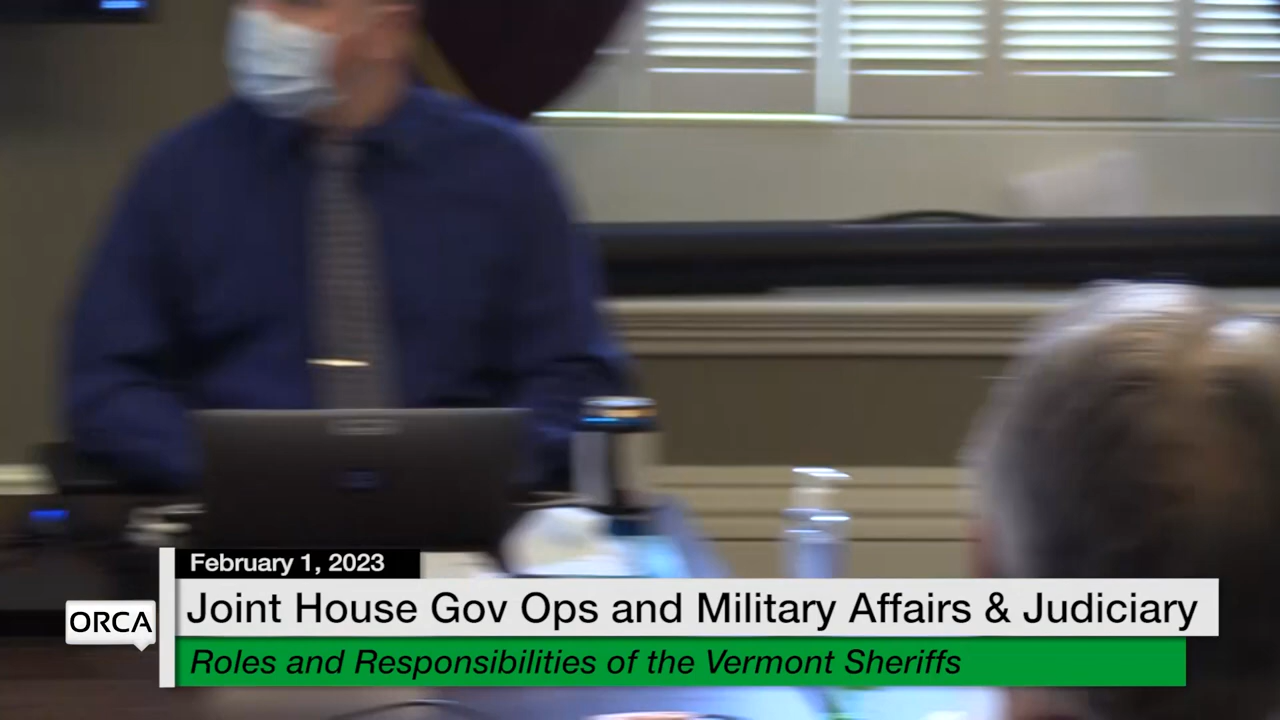 February 1, 2023
Joint House Gov Ops and Military Affairs & Judiciary
ORCA
Roles and Responsibilities of the Vermont Sheriffs